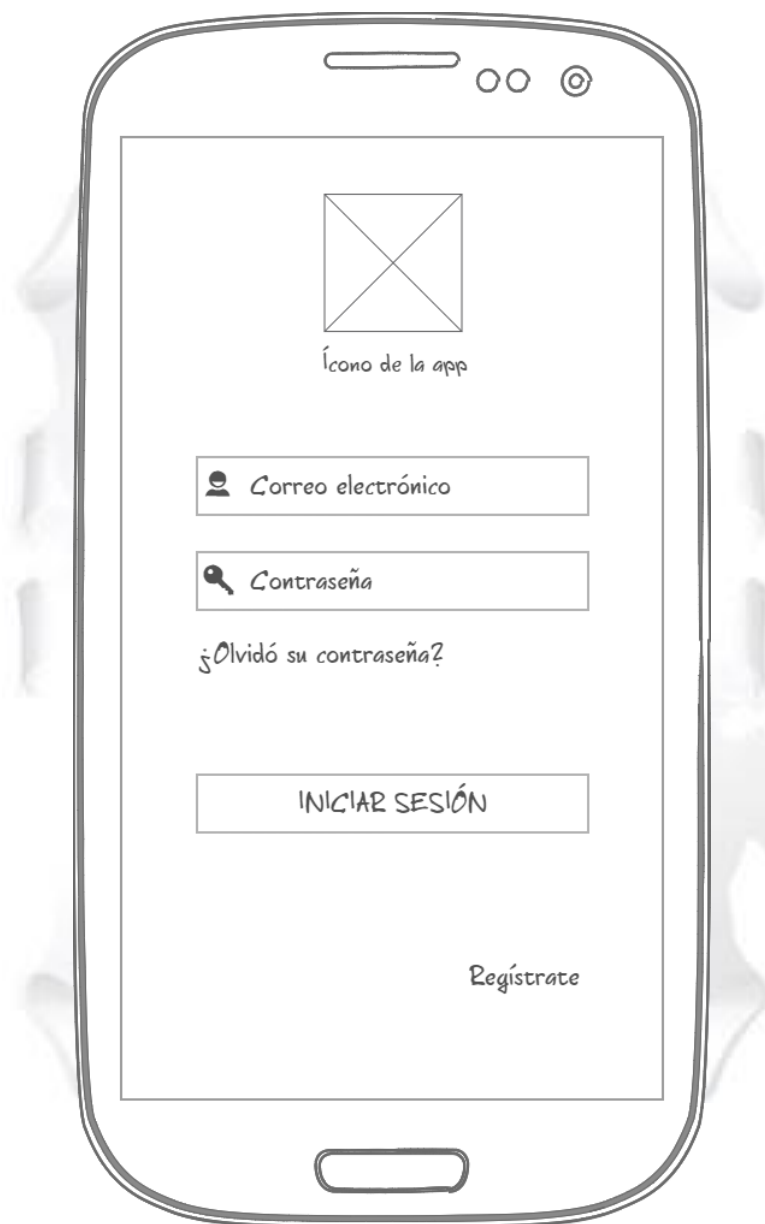 Ícono de la app
Correo electrónico
Contraseña
¿Olvidó su contraseña?
INICIAR SESIÓN
Regístrate